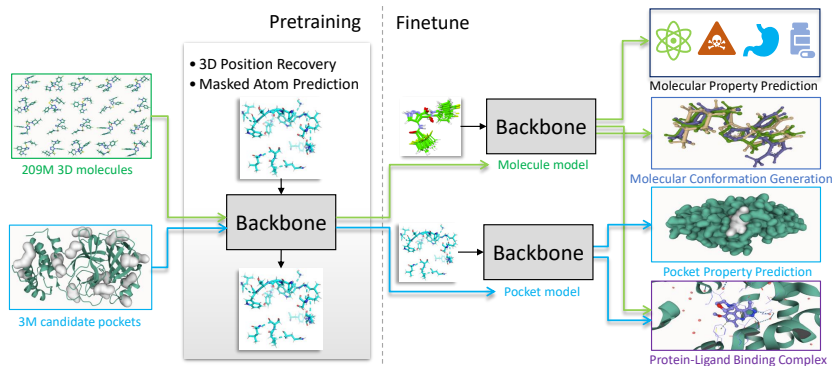 Pretraining
Finetune
• 3D Position Recovery
• Masked Atom Prediction
209M 3D molecules
Backbone
3M candidate pockets
Backbone
Molecule model
Backbone
Pocket model
Molecular Property Prediction
Molecular Conformation Generation
Pocket Property Prediction
Protein-Ligand Binding Complex